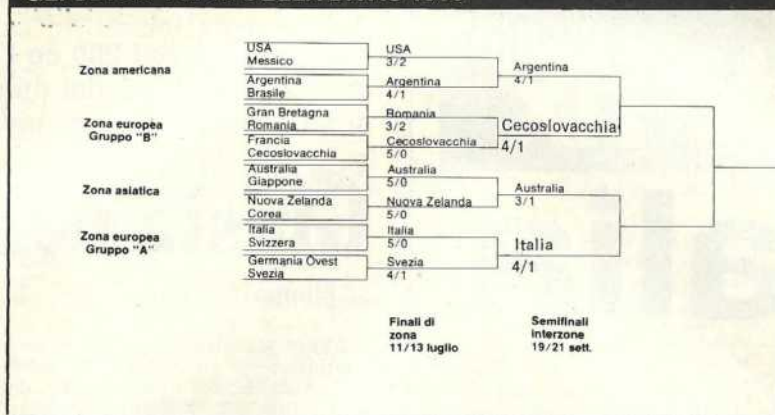 Zona americana
USA
Messico
Argentina
Brasile
USA
3/2
Argentina
4/1
Argentina
4/1
Zona europea
Gruppo "B"
Gran Bretagna
Romania
Francia
Cecoslovacchia
Romania
3/2
Cecoslovacchia
5/0
Cecoslovacchia
4/1
Zona asiatica
Australia
Giappone
Nuova Zelanda
Corea
Australia
5/0
Nuova Zelanda
5/0
Australia
3/1
Zona europea
Gruppo "A"
Italia
Svizzera
Germania Ovest
Svezia
Italia
5/0
Svezia
4/1
Italia
4/1
Finali di
zona
11/13 luglio
Semifinali
interzone
19/21 sett.